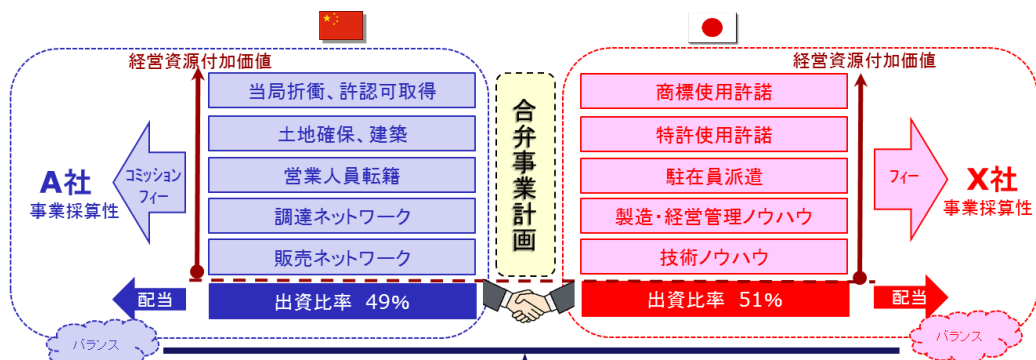 経営資源付加価値
当局折衝、許認可取得
土地確保、建築
営業人員転籍
調達ネットワーク
販売ネットワーク
コミッション
フィー
A社
事業採算性
配当
出資比率 49%
バランス
合弁事業計画
経営資源付加価値
商標使用許諾
特許使用許諾
駐在員派遣
製造・経営管理ノウハウ
技術ノウハウ
フィー
X社
事業採算性
出資比率 51%
配当
バランス